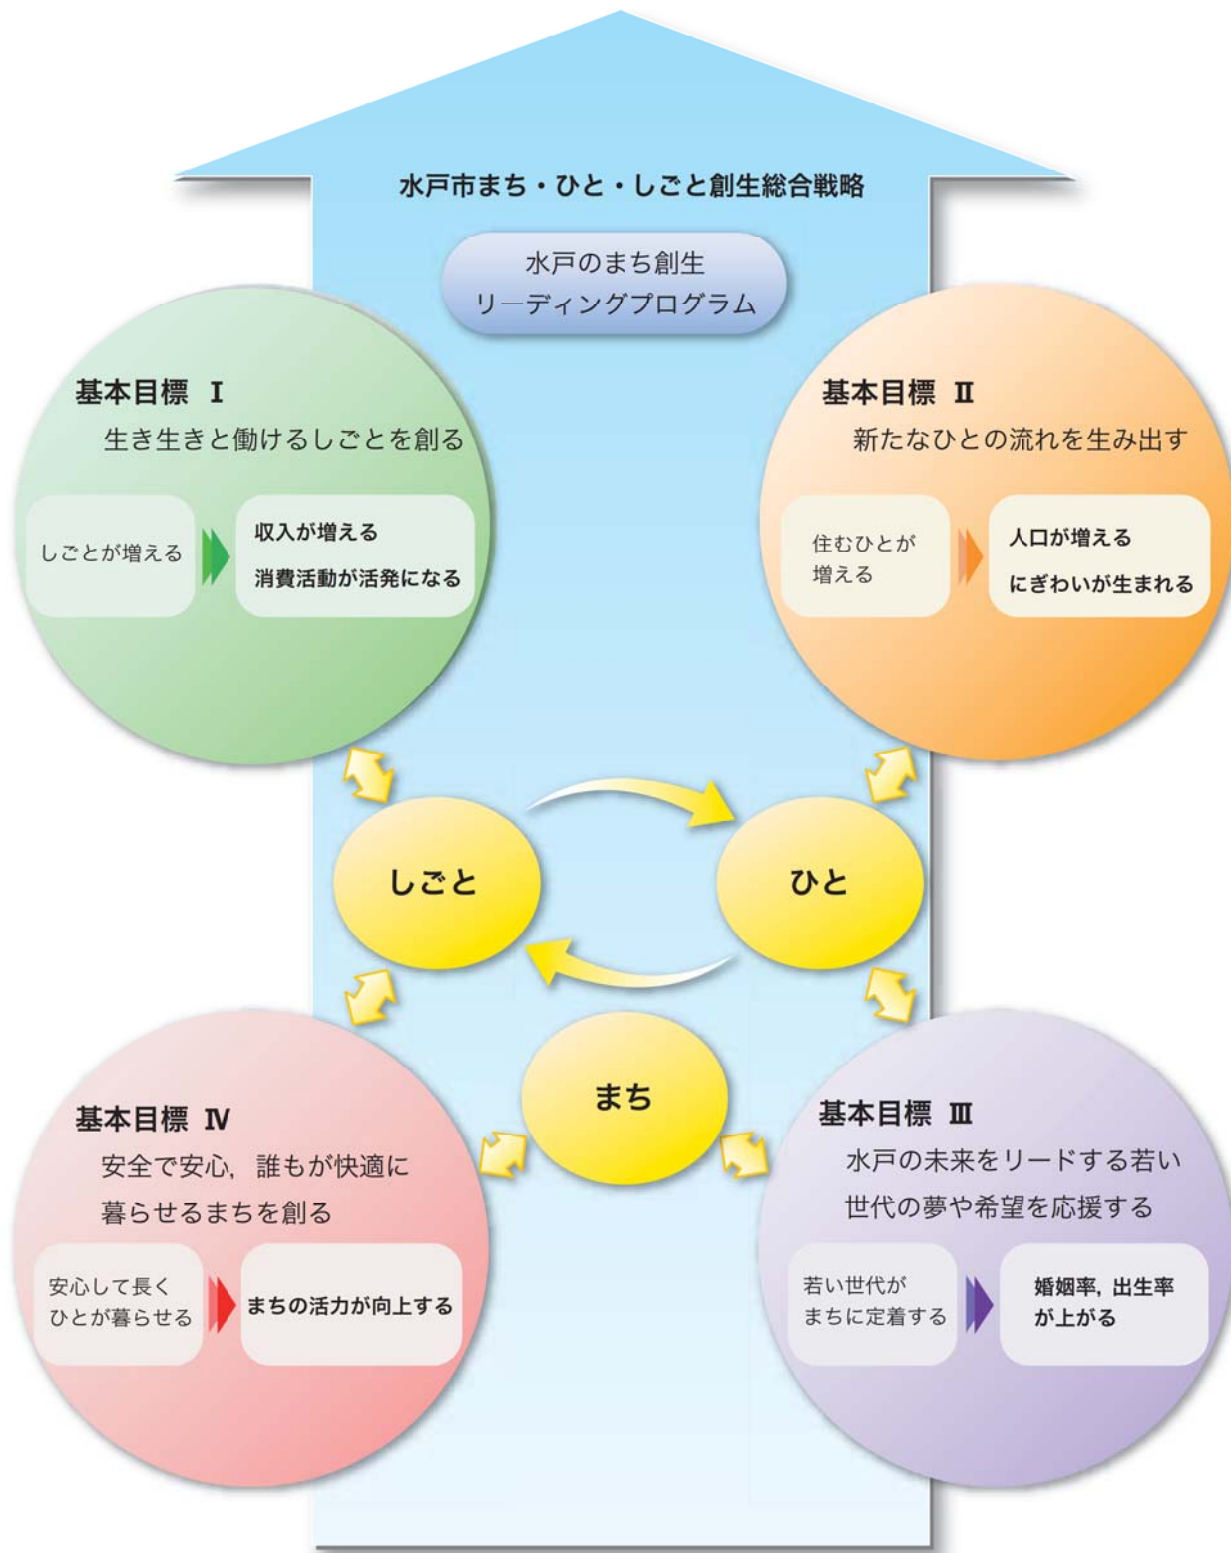 水戸市まち・ひと・しごと創生総合戦略
水戸のまち創生
リーディングプログラム
基本目標 Ⅰ
生き生きと働けるしごとを創る
しごとが増える
収入が増える
消費活動が活発になる
基本目標 Ⅱ
新たなひとの流れを生み出す
住むひとが
増える
人口が増える
にぎわいが生まれる
しごと
ひと
まち
基本目標 Ⅳ
安全で安心，誰もが快適に
暮らせるまちを創る
安心して長く
ひとが暮らせる
まちの活力が向上する
基本目標 Ⅲ
水戸の未来をリードする若い
世代の夢や希望を応援する
若い世代が
まちに定着する
婚姻率，出生率
が上がる